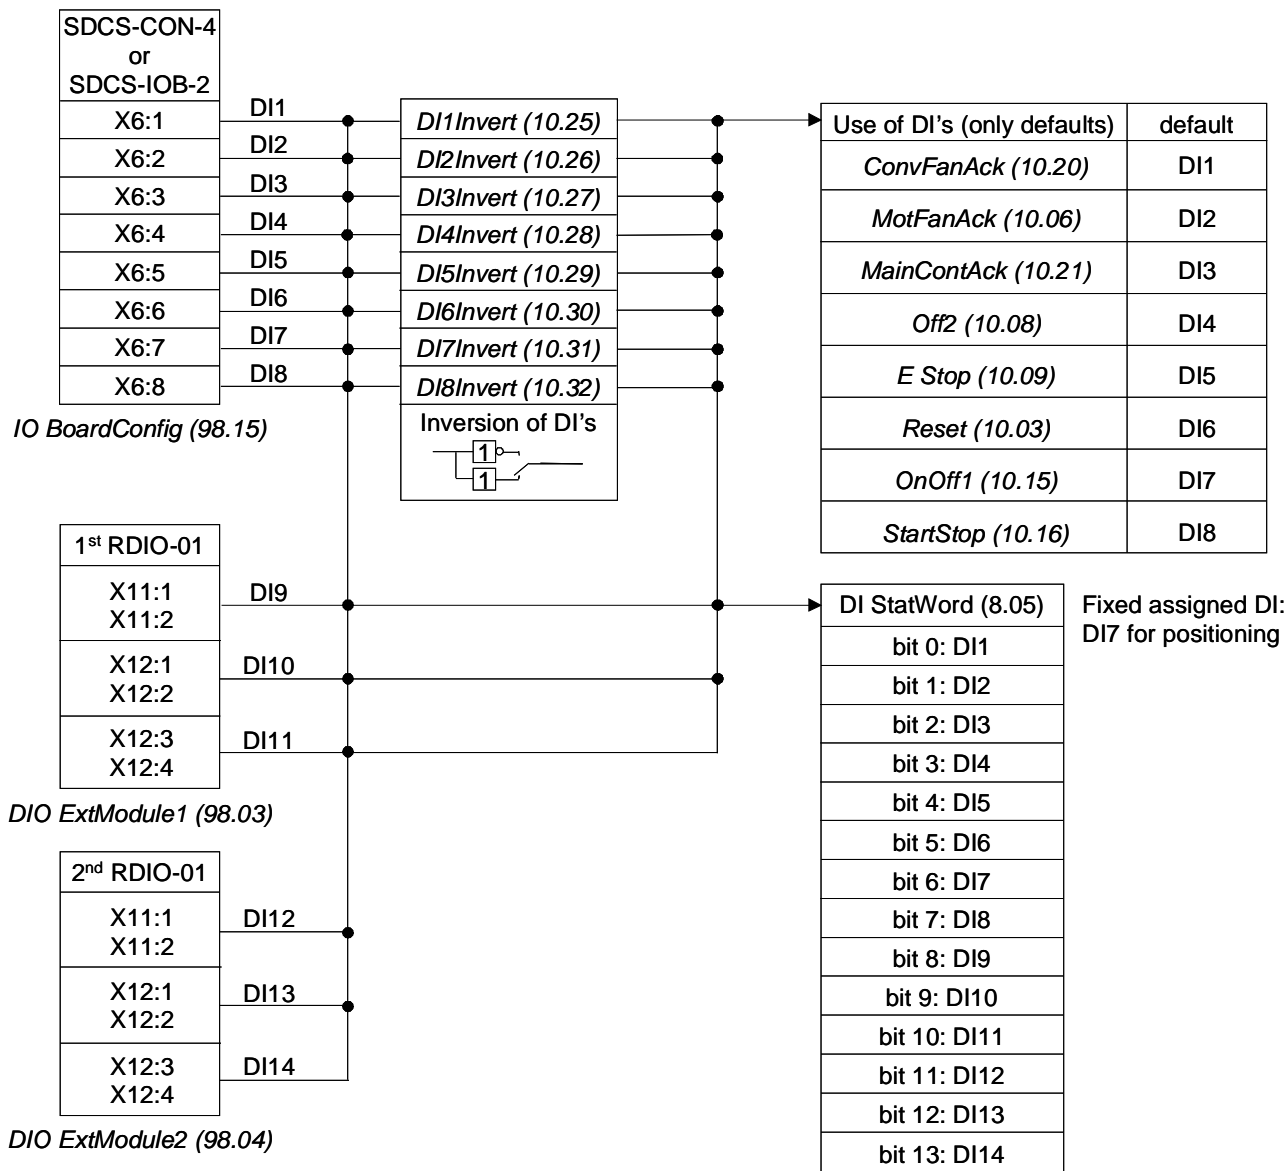 SDCS-CON-4
or
SDCS-IOB-2
X6:1
X6:2
X6:3
X6:4
X6:5
X6:6
X6:7
X6:8
IO BoardConfig (98.15)
DI1
DI2
DI3
DI4
DI5
DI6
DI7
DI8
DI1Invert (10.25)
DI2Invert (10.26)
DI3Invert (10.27)
DI4Invert (10.28)
DI5Invert (10.29)
DI6Invert (10.30)
DI7Invert (10.31)
DI8Invert (10.32)
Inversion of DI's
1
1
Use of DI's (only defaults) default
ConvFanAck (10.20) DI1
MotFanAck (10.06) DI2
MainContAck (10.21) DI3
Off2 (10.08) DI4
E Stop (10.09) DI5
Reset (10.03) DI6
OnOff1 (10.15) DI7
StartStop (10.16) DI8
1st RDIO-01
X11:1
X11:2
DI9
X12:1
X12:2
DI10
X12:3
X12:4
DI11
DIO ExtModule1 (98.03)
2nd RDIO-01
X11:1
X11:2
DI12
X12:1
X12:2
DI13
X12:3
X12:4
DI14
DIO ExtModule2 (98.04)
DI StatWord (8.05)
bit 0: DI1
bit 1: DI2
bit 2: DI3
bit 3: DI4
bit 4: DI5
bit 5: DI6
bit 6: DI7
bit 7: DI8
bit 8: DI9
bit 9: DI10
bit 10: DI11
bit 11: DI12
bit 12: DI13
bit 13: DI14
Fixed assigned DI:
DI7 for positioning